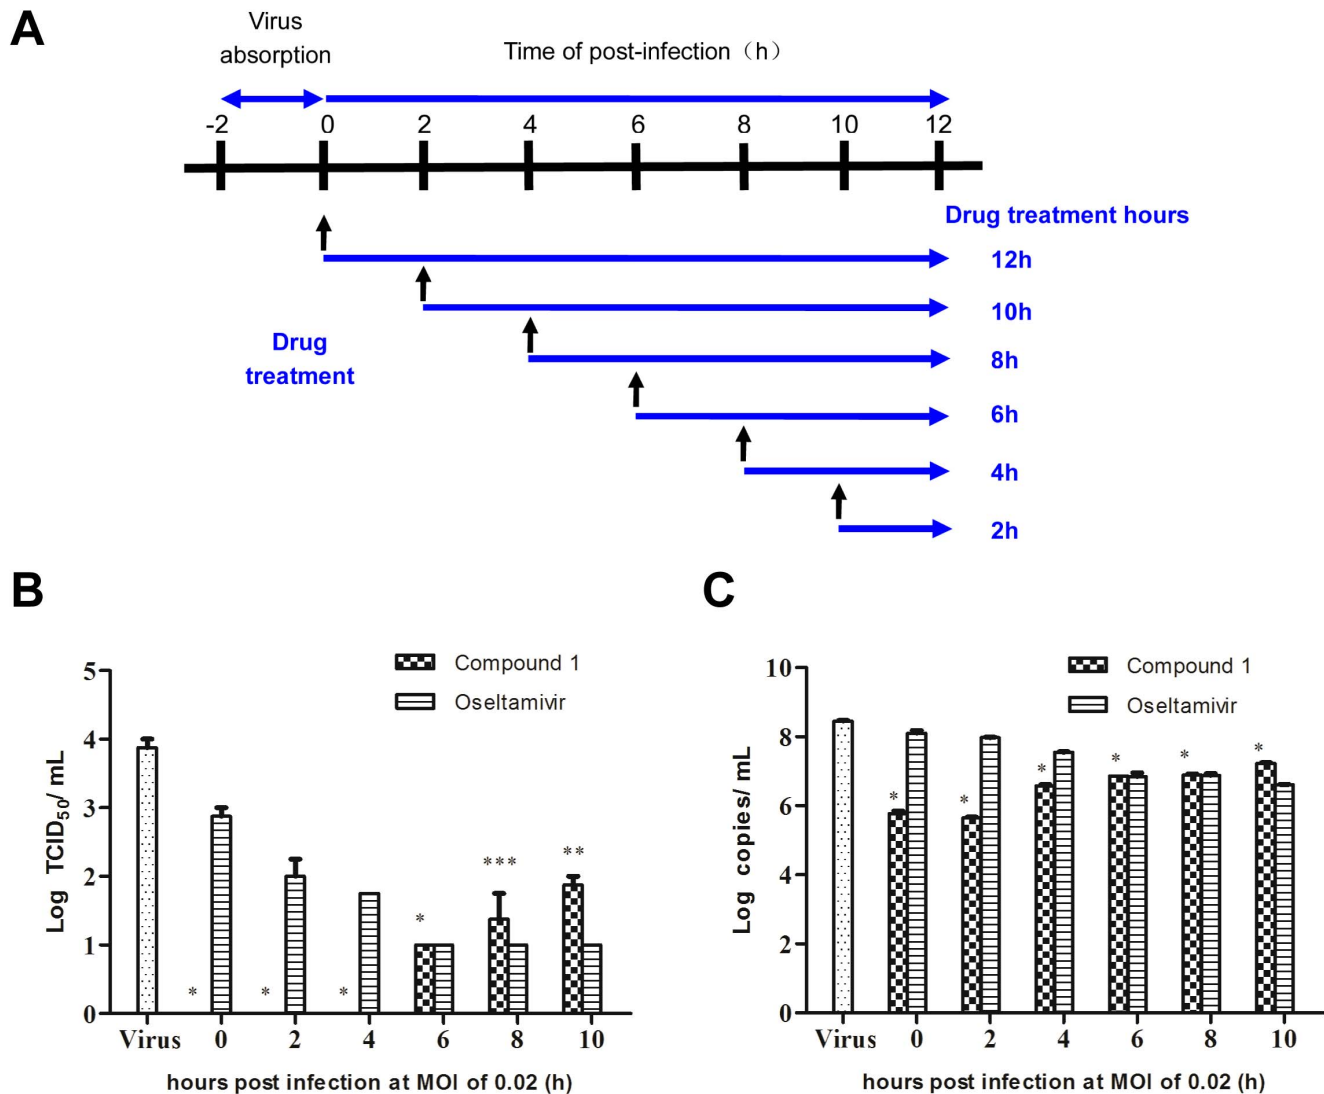 A
Virus
absorption
Time of post-infection（h）
-2 0 2 4 6 8 10 12
Drug treatment hours
12h
10h
Drug
treatment
8h
6h
4h
2h
B
Compound 1
Oseltamivir
Log TCID50/ mL
5
4
3
2
1
0
* * * * *** **
Virus 0 2 4 6 8 10
hours post infection at MOI of 0.02 (h)
C
Compound 1
Oseltamivir
Log copies/ mL
10
8
6
4
2
0
* * * * * *
Virus 0 2 4 6 8 10
hours post infection at MOI of 0.02 (h)